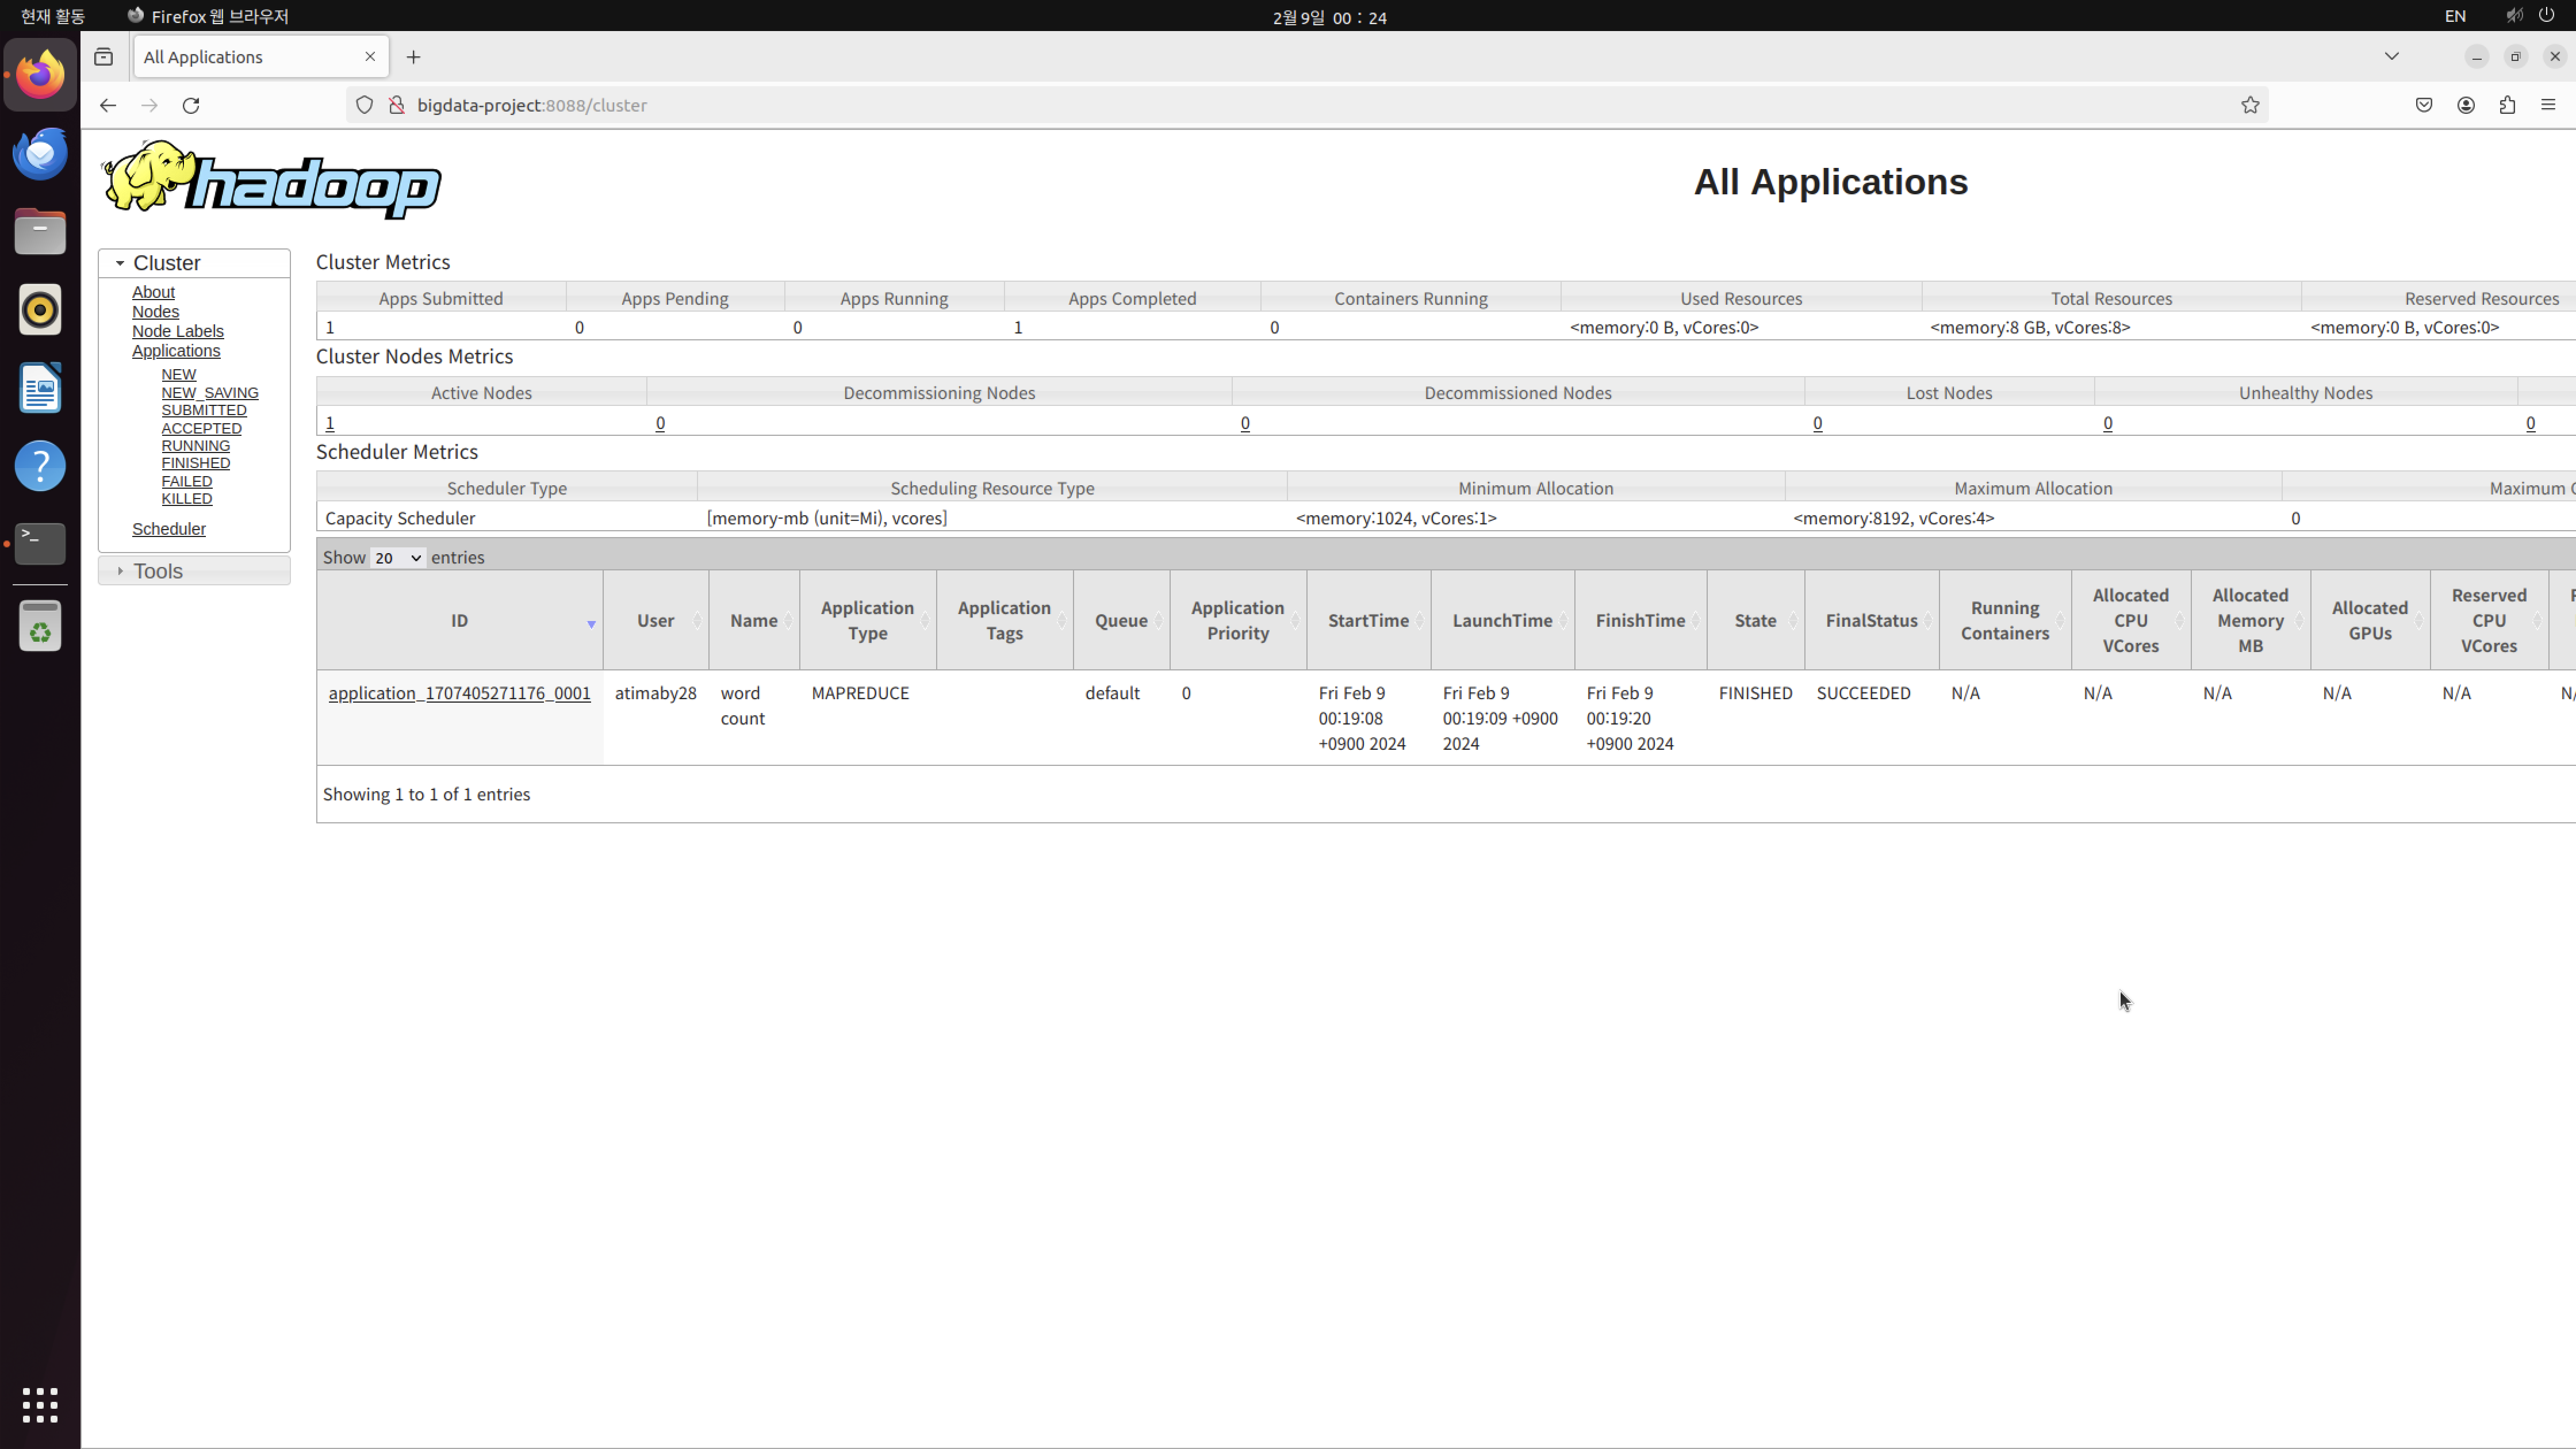 현재 활동 Firefox 웹 브라우저 2월 9일 00 : 24 EN
All Applications
bigdata-project:8088/cluster
hadoop
All Applications
Cluster
About
Nodes
Node Labels
Applications
NEW
NEW_SAVING
SUBMITTED
ACCEPTED
RUNNING
FINISHED
FAILED
KILLED
Scheduler
Tools
Cluster Metrics
Apps Submitted Apps Pending Apps Running Apps Completed Containers Running Used Resources Total Resources Reserved Resources
1 0 0 1 0 <memory:0 B, vCores:0> <memory:8 GB, vCores:8> <memory:0 B, vCores:0>
Cluster Nodes Metrics
Active Nodes Decommissioning Nodes Decommissioned Nodes Lost Nodes Unhealthy Nodes
1 0 0 0 0 0
Scheduler Metrics
Scheduler Type Scheduling Resource Type Minimum Allocation Maximum Allocation Maximum
Capacity Scheduler [memory-mb (unit=Mi), vcores] <memory:1024, vCores:1> <memory:8192, vCores:4> 0
Show 20 entries
ID User Name Application Type Application Tags Queue Application Priority StartTime LaunchTime FinishTime State FinalStatus Running Containers Allocated CPU VCores Allocated Memory MB Allocated GPUs Reserved CPU VCores
application_1707405271176_0001 atimaby28 word count MAPREDUCE default 0 Fri Feb 9 00:19:08 +0900 2024 Fri Feb 9 00:19:09 +0900 2024 Fri Feb 9 00:19:20 +0900 2024 FINISHED SUCCEEDED N/A N/A N/A N/A N/A
Showing 1 to 1 of 1 entries